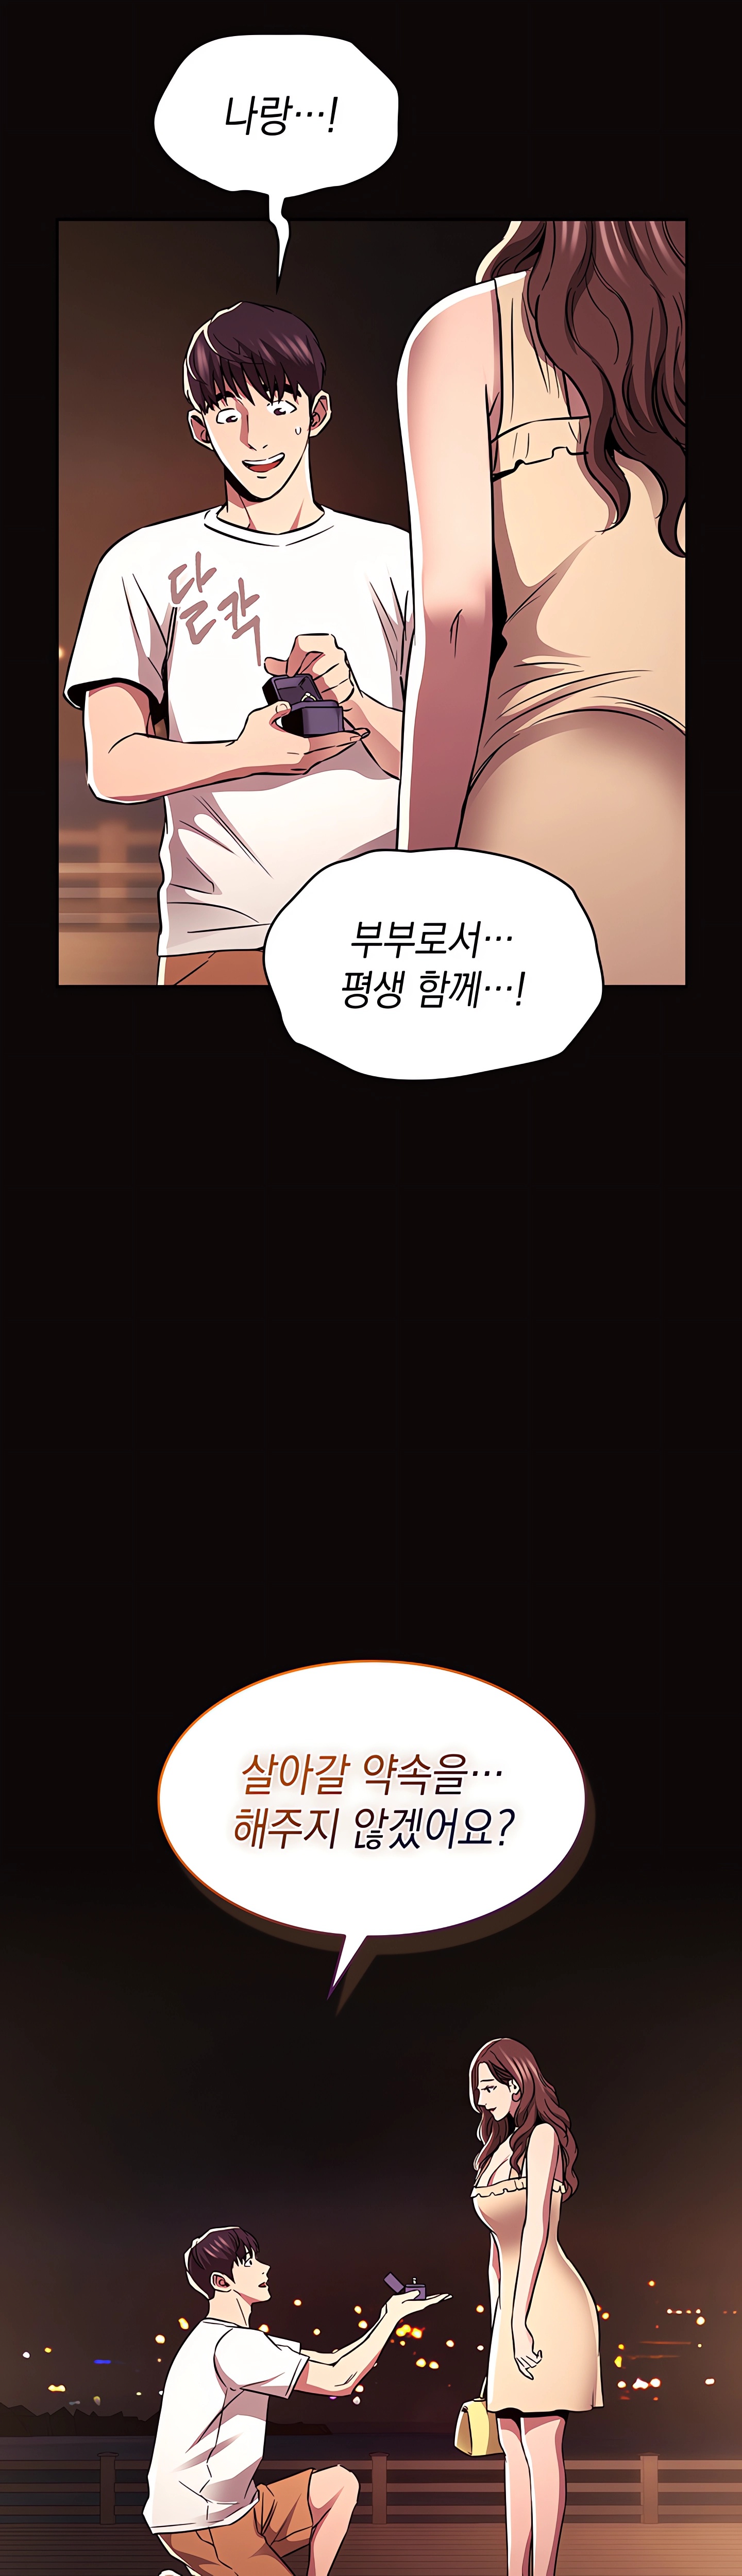 나랑…!
달칵
부부로서…
평생 함께…!
살아갈 약속을…
해주지 않겠어요?